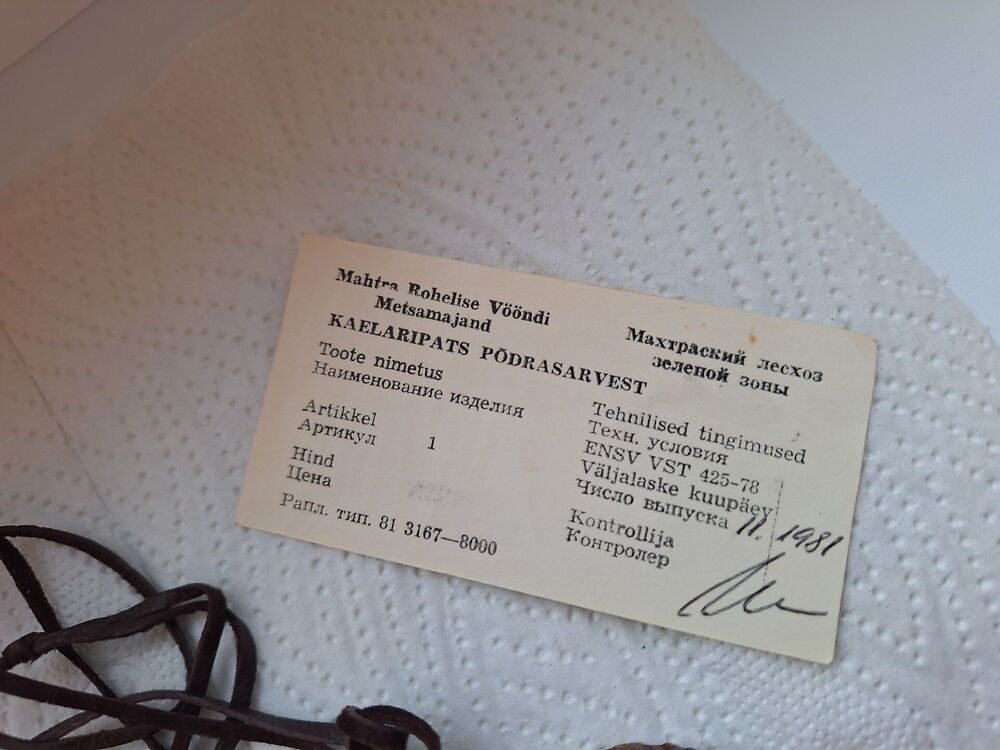 Mahtra Rohelise Vööndi
Metsamajand
Махтраский лесхоз
зеленой зоны
KAELARIPATS PÕDRASARVEST
Toote nimetus
Наименование изделия
Artikkel
Артикул 1
Hind
Цена
Рапл. тип. 81 3167—8000
Tehnilised tingimused
Техн. условия
ENSV VST 425-78
Väljalaske kuupäev
Число выпуска 11. 1981
Kontrollija
Контролер